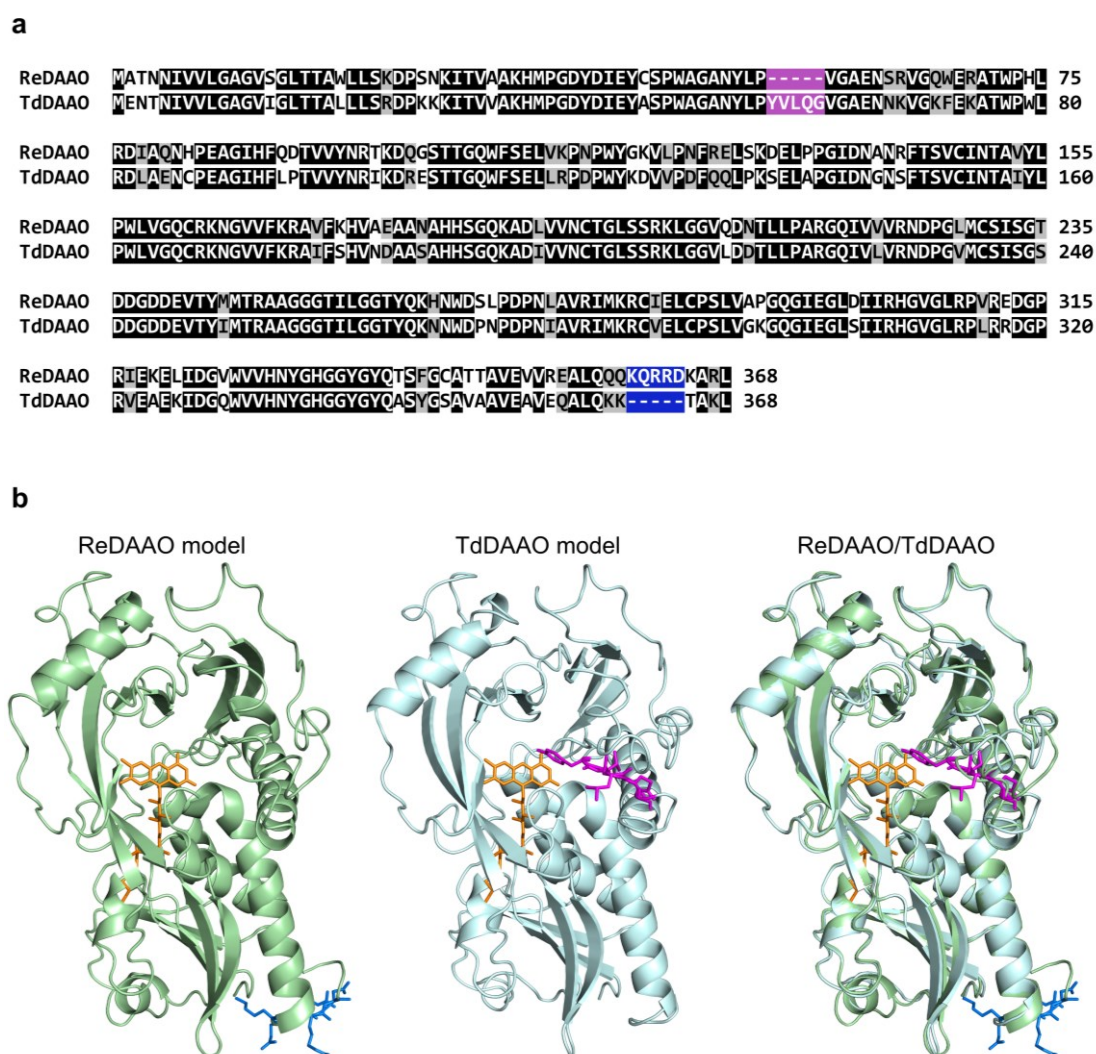 a
ReDAAO MATNNIVVLGAGVSGLTTAWLLSKDPSNKITVAAKHMPGDYDIEYCSPWAGANYLP-----VGAENSRVGQWERATWPHL 75
TdDAAO MENTNIVVLGAGVIGLTTALLLSRDPKKKITVVAKHMPGDYDIEYASPWAGANYLPYVLQGVGAENNKVGKFEKATWPWL 80
ReDAAO RDIAQNHPEAGIHFQDTVVYNRTKDQGSTTGQWFSELVKPNPWYGKVLPNFRELSKDELPPGIDNANRFTSVCINTAVYL 155
TdDAAO RDLAENCPEAGIHFLPTVVYNRIKDRESTTGQWFSELLRPDPWYKDVVPDFQQLPKSELAPGIDNGNSFTSVCINTAIYL 160
ReDAAO PWLVGQCRKNGVVFKRAVFKHVAEAANAHHSGQKADLVVNCTGLSSRKLGGVQDNTLLPARGQIVVVRNDPGLMCSISGT 235
TdDAAO PWLVGQCRKNGVVFKRAIFSHVNDAASAHHSGQKADIVVNCTGLSSRKLGGVLDDTLLPARGQIVLVRNDPGVMCSISGS 240
ReDAAO DDGDDEVTYMMTRAAGGGTILGGTYQKHNWDSLPDPNLAVRIMKRCIELCPSLVAPGQGIEGLDIIRHGVGLRPVREDGP 315
TdDAAO DDGDDEVTYIMTRAAGGGTILGGTYQKNNWDPNPDPNIAVRIMKRCVELCPSLVGKGQGIEGLSIIRHGVGLRPLRRDGP 320
ReDAAO RIEKELIDGVWVVHNYGHGGYGYQTSFGCATTAVEVVREALQQQKQRRDKARL 368
TdDAAO RVEAEKIDGQWVVHNYGHGGYGYQASYGSAVAAVEAVEQALQKK-----TAKL 368
b
ReDAAO model
TdDAAO model
ReDAAO/TdDAAO